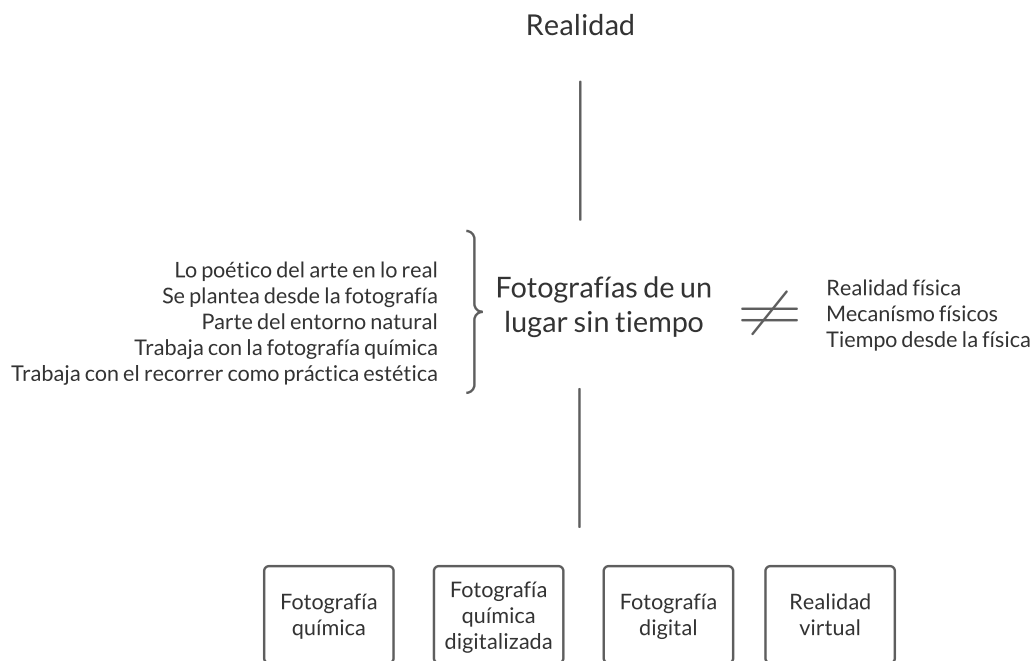 Realidad
Lo poético del arte en lo real
Se plantea desde la fotografía
Parte del entorno natural
Trabaja con la fotografía química
Trabaja con el recorrer como práctica estética
Fotografías de un
lugar sin tiempo
Realidad física
Mecanísmo físicos
Tiempo desde la física
Fotografía
química
Fotografía
química
digitalizada
Fotografía
digital
Realidad
virtual